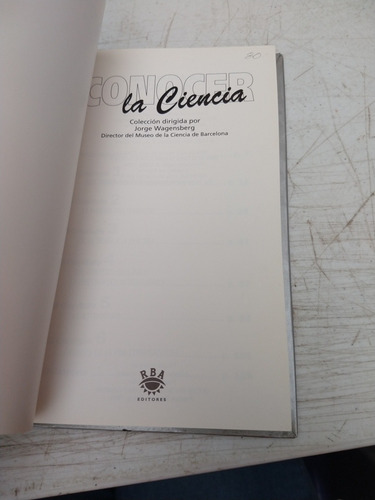 CONOCER
la Ciencia
Colección dirigida por
Jorge Wagensberg
Director del Museo de la Ciencia de Barcelona
RBA
EDITORES